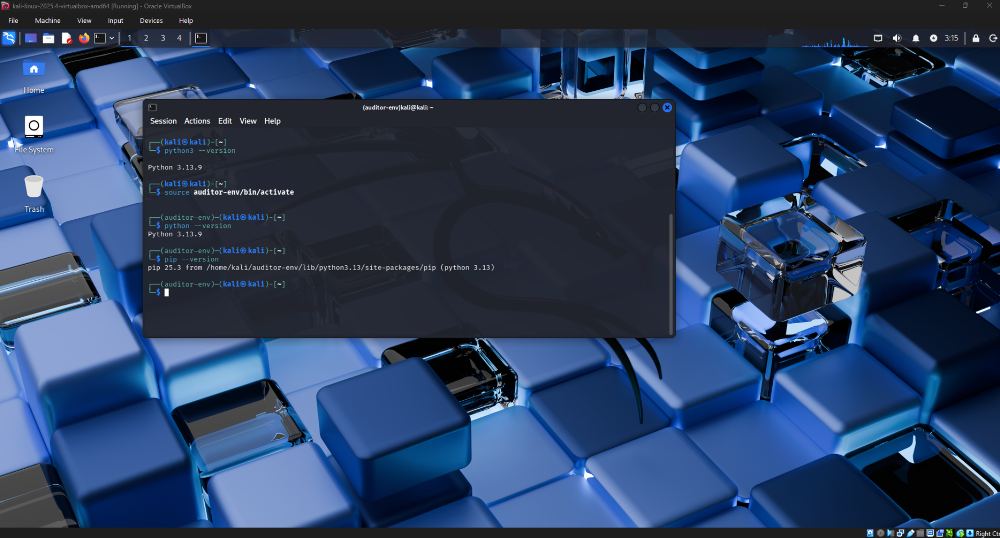 kali-linux-2025.4-virtualbox-amd64 [Running] - Oracle VirtualBox
File Machine View Input Devices Help
1 2 3 4 3:15
Home
File System
Trash
(auditor-env)kali@kali: ~
Session Actions Edit View Help
┌──(kali㉿kali)-[~]
└─$ python3 --version
Python 3.13.9
┌──(kali㉿kali)-[~]
└─$ source auditor-env/bin/activate
┌──(auditor-env)─(kali㉿kali)-[~]
└─$ python --version
Python 3.13.9
┌──(auditor-env)─(kali㉿kali)-[~]
└─$ pip --version
pip 25.3 from /home/kali/auditor-env/lib/python3.13/site-packages/pip (python 3.13)
┌──(auditor-env)─(kali㉿kali)-[~]
└─$
Right Ctr